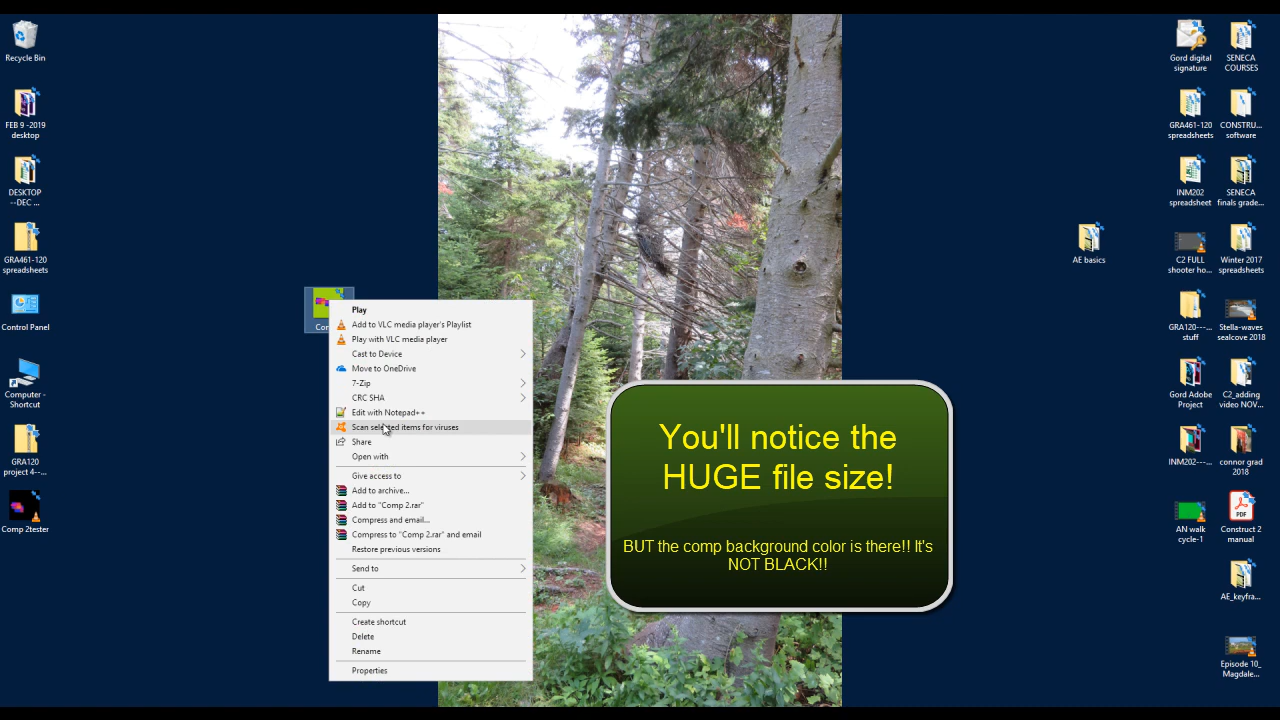 Recycle Bin
FEB 9 -2019
desktop
DESKTOP
--DEC ...
GRA461-120
spreadsheets
Control Panel
Computer -
Shortcut
GRA120
project 4--...
Comp 2tester
Play
Add to VLC media player's Playlist
Play with VLC media player
Cast to Device
Move to OneDrive
7-Zip
CRC SHA
Edit with Notepad++
Scan selected items for viruses
Share
Open with
Give access to
Add to archive...
Add to "Comp 2.rar"
Compress and email...
Compress to "Comp 2.rar" and email
Restore previous versions
Send to
Cut
Copy
Create shortcut
Delete
Rename
Properties
You'll notice the
HUGE file size!
BUT the comp background color is there!! It's
NOT BLACK!!
AE basics
Gord digital
signature
GRA461-120
spreadsheets
INM202
spreadsheet
C2 FULL
shooter ho...
GRA120---...
stuff
Gord Adobe
Project
INM202---...
AN walk
cycle-1
SENECA
COURSES
CONSTRU...
software
SENECA
finals grade...
Winter 2017
spreadsheets
Stella-waves
sealcove 2018
C2_adding
video NOV...
connor grad
2018
PDF
Construct 2
manual
AE_keyfra...
Episode 10_
Magdale...